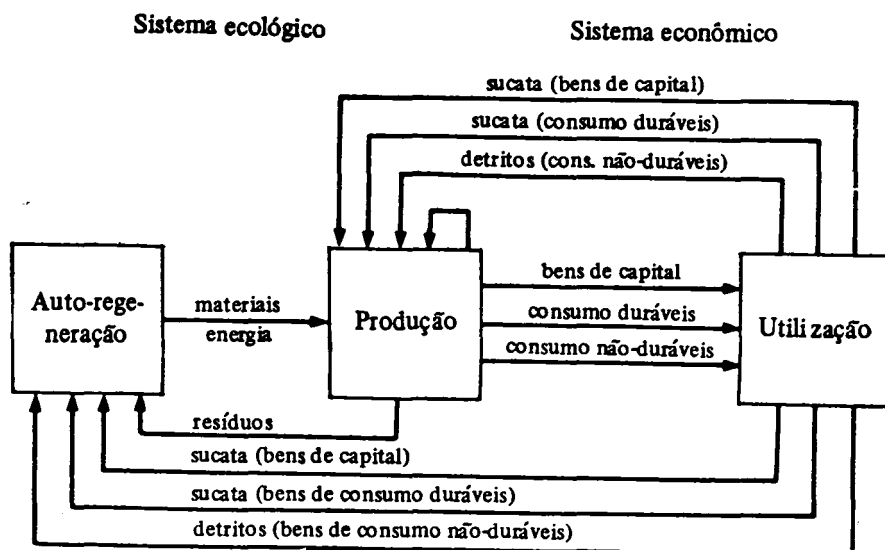 Sistema ecológico
Sistema econômico
sucata (bens de capital)
sucata (consumo duráveis)
detritos (cons. não-duráveis)
Auto-rege-
neração
materiais
energia
Produção
bens de capital
consumo duráveis
consumo não-duráveis
Utilização
resíduos
sucata (bens de capital)
sucata (bens de consumo duráveis)
detritos (bens de consumo não-duráveis)